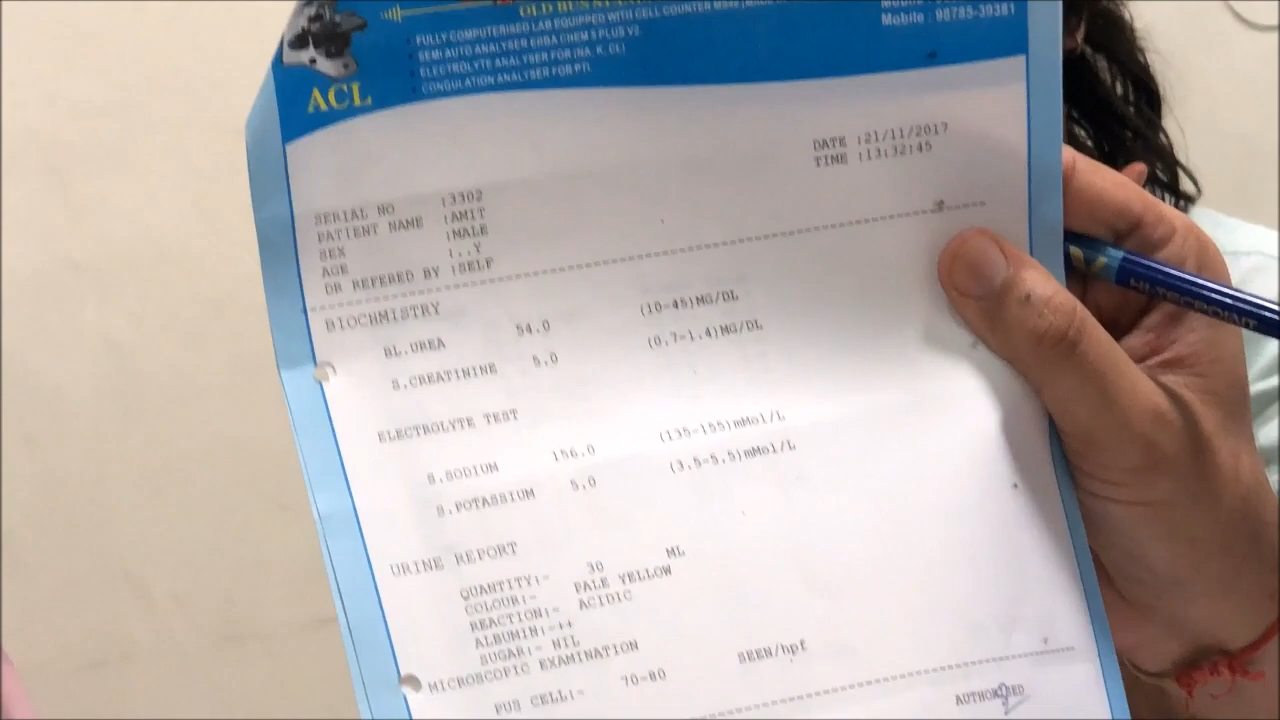 OLD BUS
FULLY COMPUTERISED LAB EQUIPPED WITH CELL COUNTER
SEMI AUTO ANALYSER ERBA CHEM 5 PLUS V2
ELECTROLYTE ANALYSER FOR (NA, K, CL)
CONGULATION ANALYSER FOR PTI.
Mobile : 98785-39381
ACL
DATE :21/11/2017
TIME :13:32:45
SERIAL NO :3302
PATIENT NAME :AMIT
SEX :MALE
AGE :..Y
DR REFERED BY :SELF
BIOCHMISTRY
BL.UREA 54.0 (10-45)MG/DL
S.CREATININE 5.0 (0.7-1.4)MG/DL
ELECTROLYTE TEST
S.SODIUM 156.0 (135-155)mMol/L
S.POTASSIUM 5.0 (3.5-5.5)mMol/L
URINE REPORT
QUANTITY:- 30 ML
COLOUR:- PALE YELLOW
REACTION:- ACIDIC
ALBUMIN:-++
SUGAR:- NIL
MICROSCOPIC EXAMINATION
PUS CELL:- 70-80 SEEN/hpf
AUTHORISED
V HI-TECPOINT